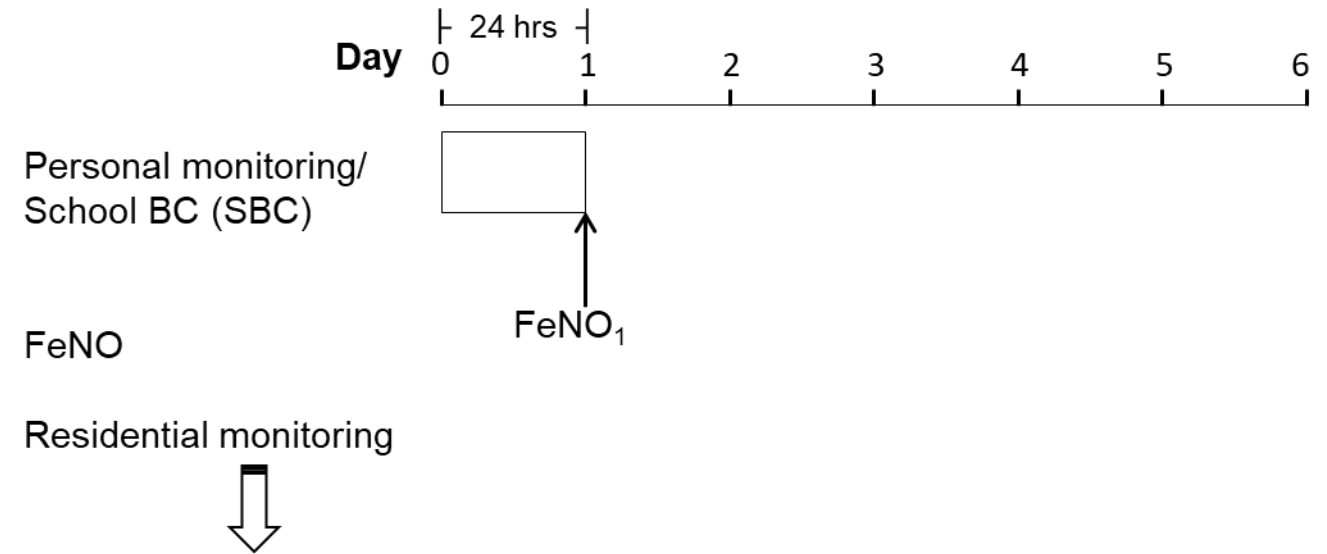 24 hrs
Day 0 1 2 3 4 5 6
Personal monitoring/
School BC (SBC)
FeNO₁
FeNO
Residential monitoring